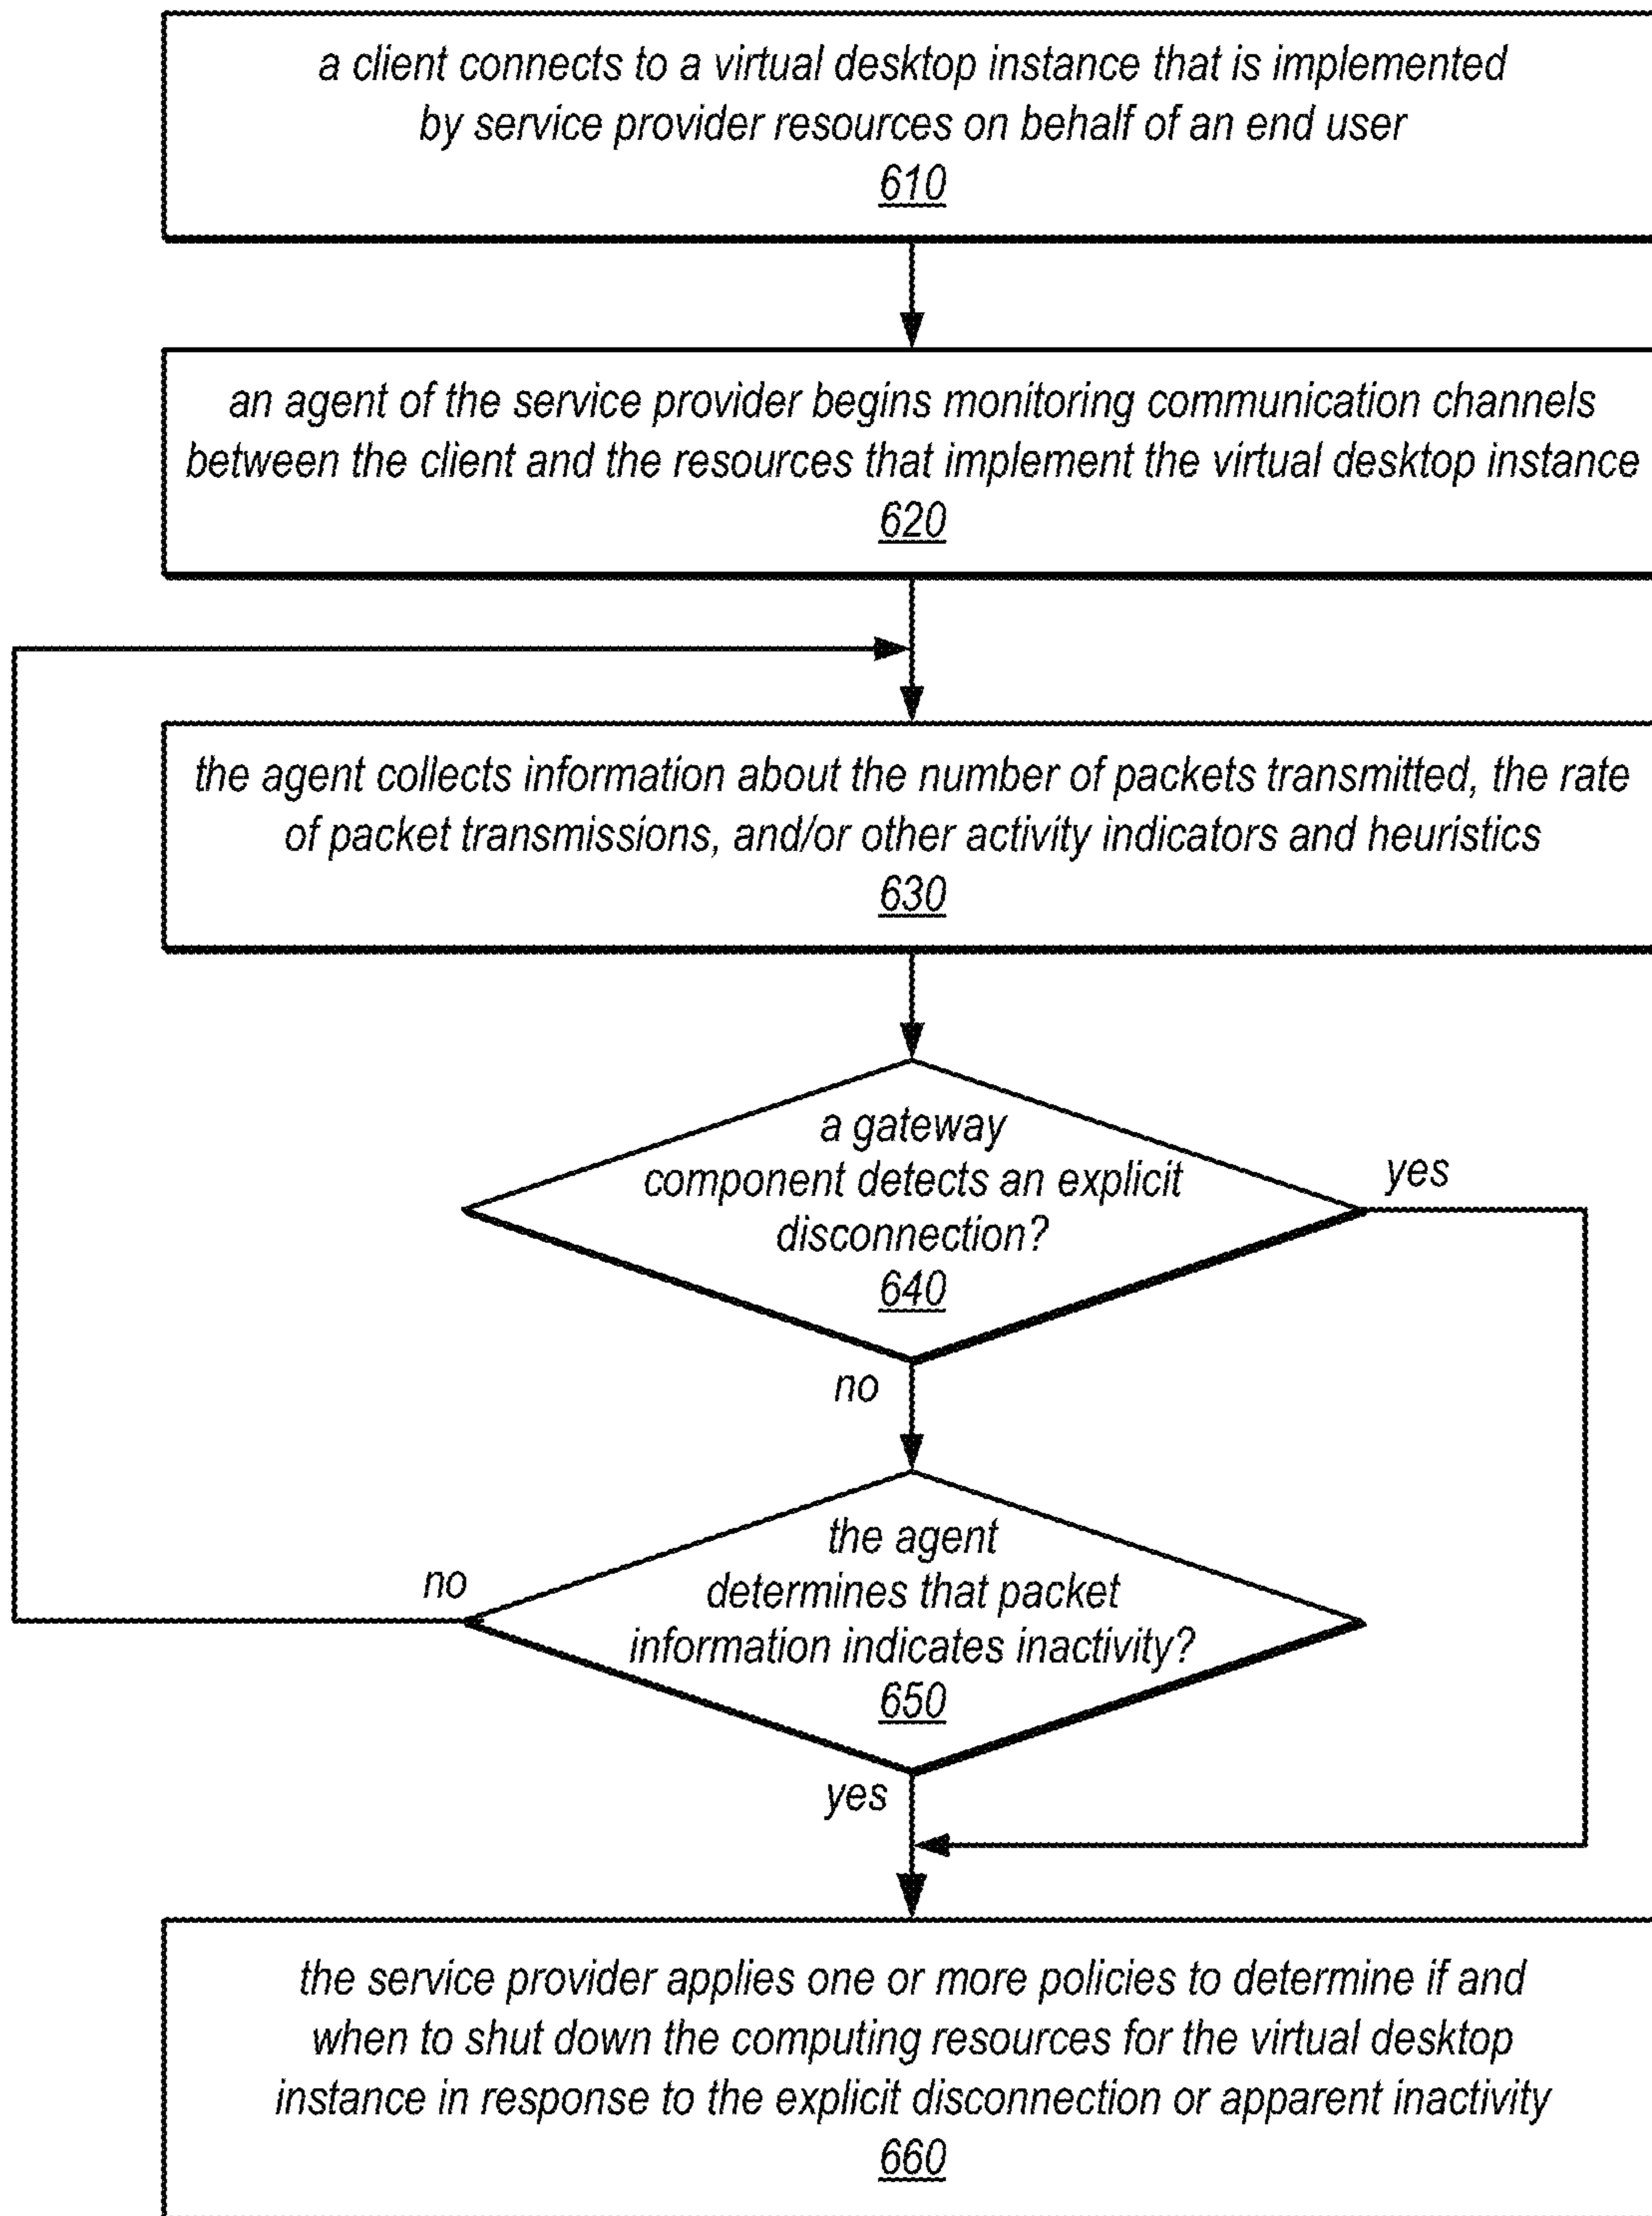 a client connects to a virtual desktop instance that is implemented
by service provider resources on behalf of an end user
610
an agent of the service provider begins monitoring communication channels
between the client and the resources that implement the virtual desktop instance
620
the agent collects information about the number of packets transmitted, the rate
of packet transmissions, and/or other activity indicators and heuristics
630
a gateway
component detects an explicit
disconnection?
640
yes
no
the agent
determines that packet
information indicates inactivity?
650
no
yes
the service provider applies one or more policies to determine if and
when to shut down the computing resources for the virtual desktop
instance in response to the explicit disconnection or apparent inactivity
660